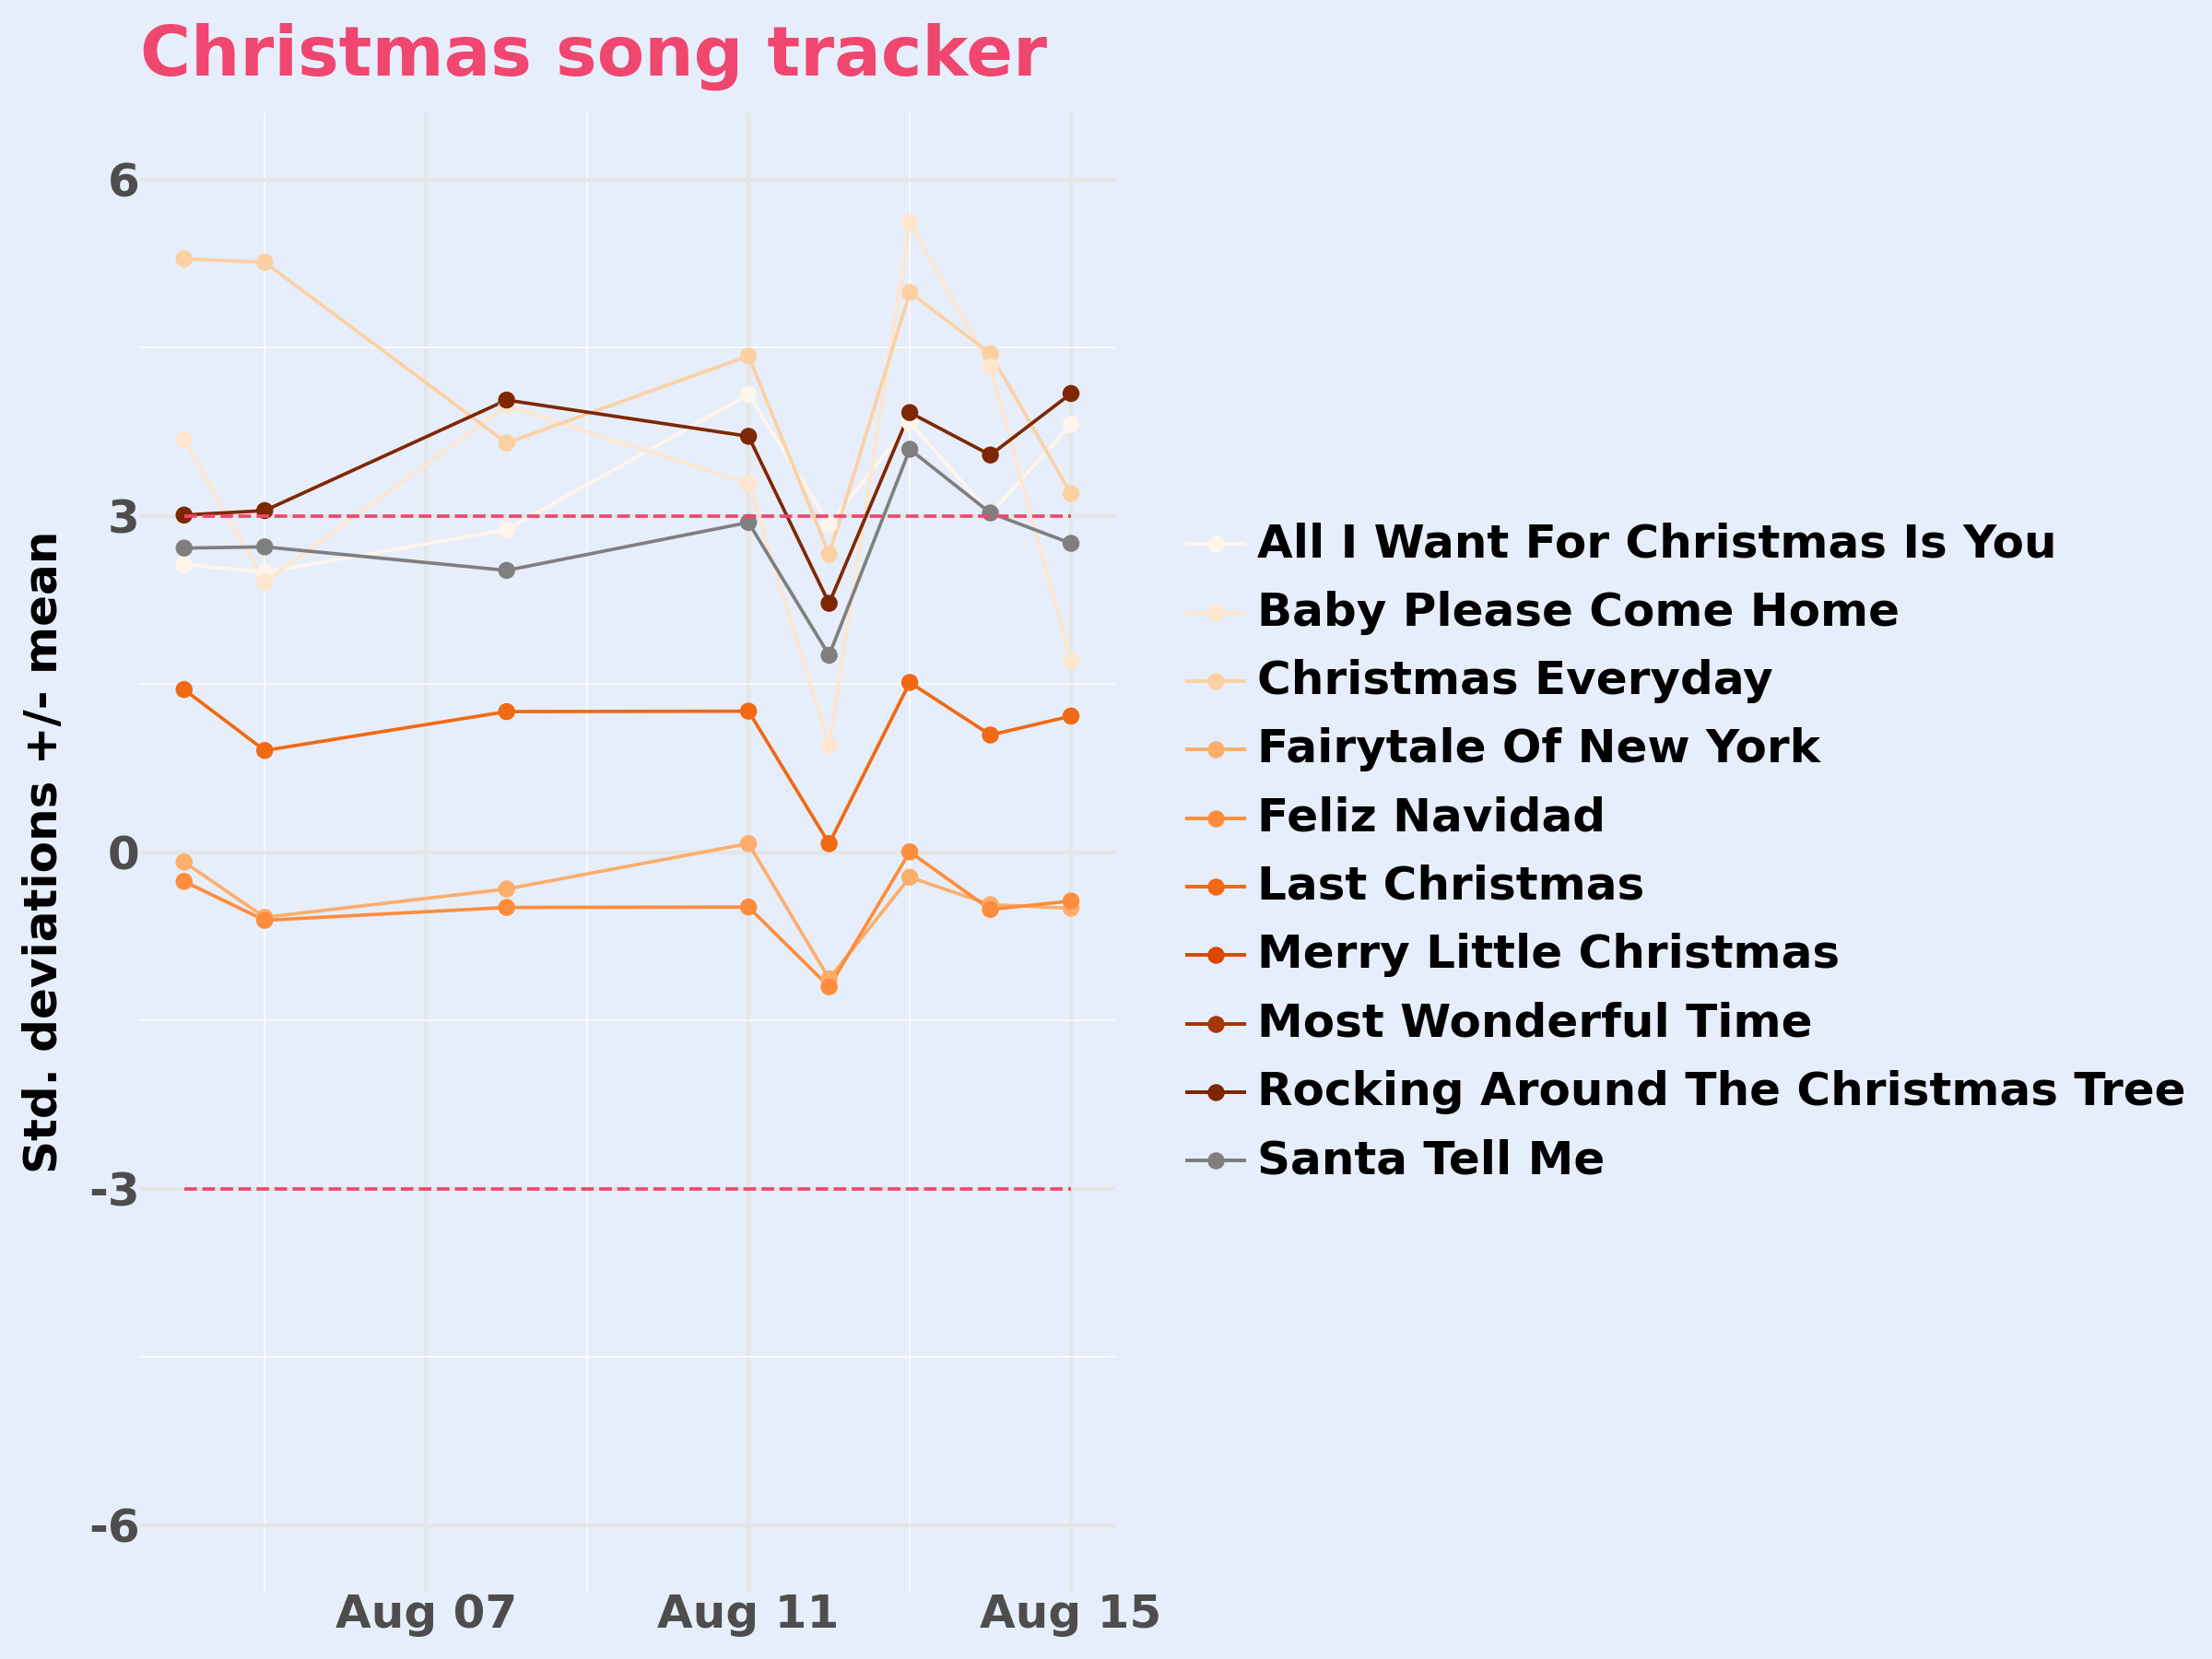 Christmas song tracker
Std. deviations +/- mean
6
3
0
-3
-6
Aug 07
Aug 11
Aug 15
All I Want For Christmas Is You
Baby Please Come Home
Christmas Everyday
Fairytale Of New York
Feliz Navidad
Last Christmas
Merry Little Christmas
Most Wonderful Time
Rocking Around The Christmas Tree
Santa Tell Me